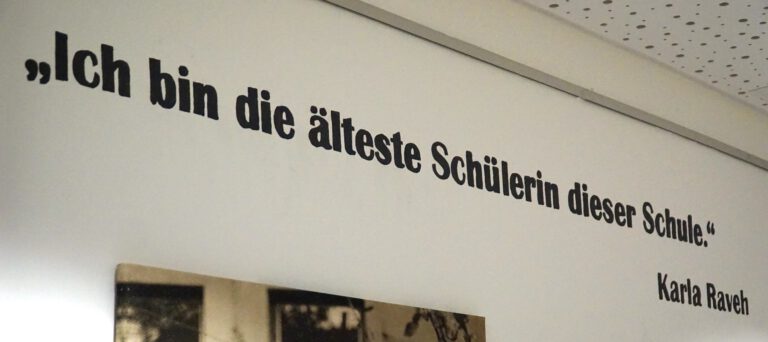 „Ich bin die älteste Schülerin dieser Schule.“
Karla Raveh